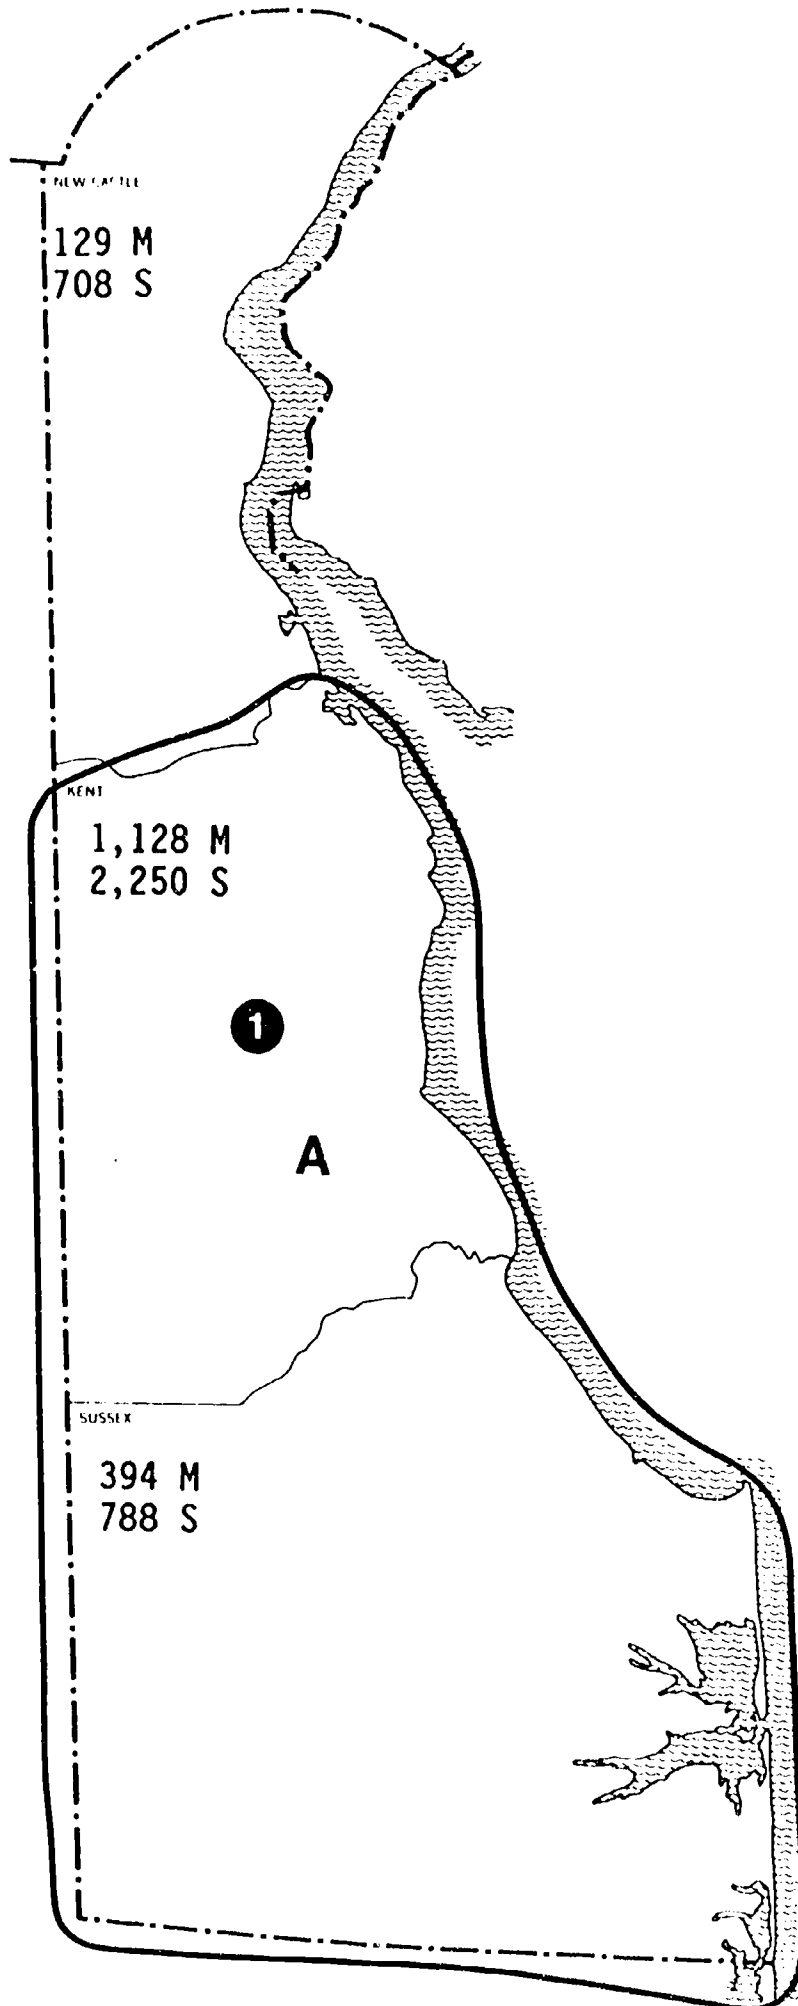 NEW CASTLE
129 M
708 S
KENT
1,128 M
2,250 S
1
A
SUSSEX
394 M
788 S